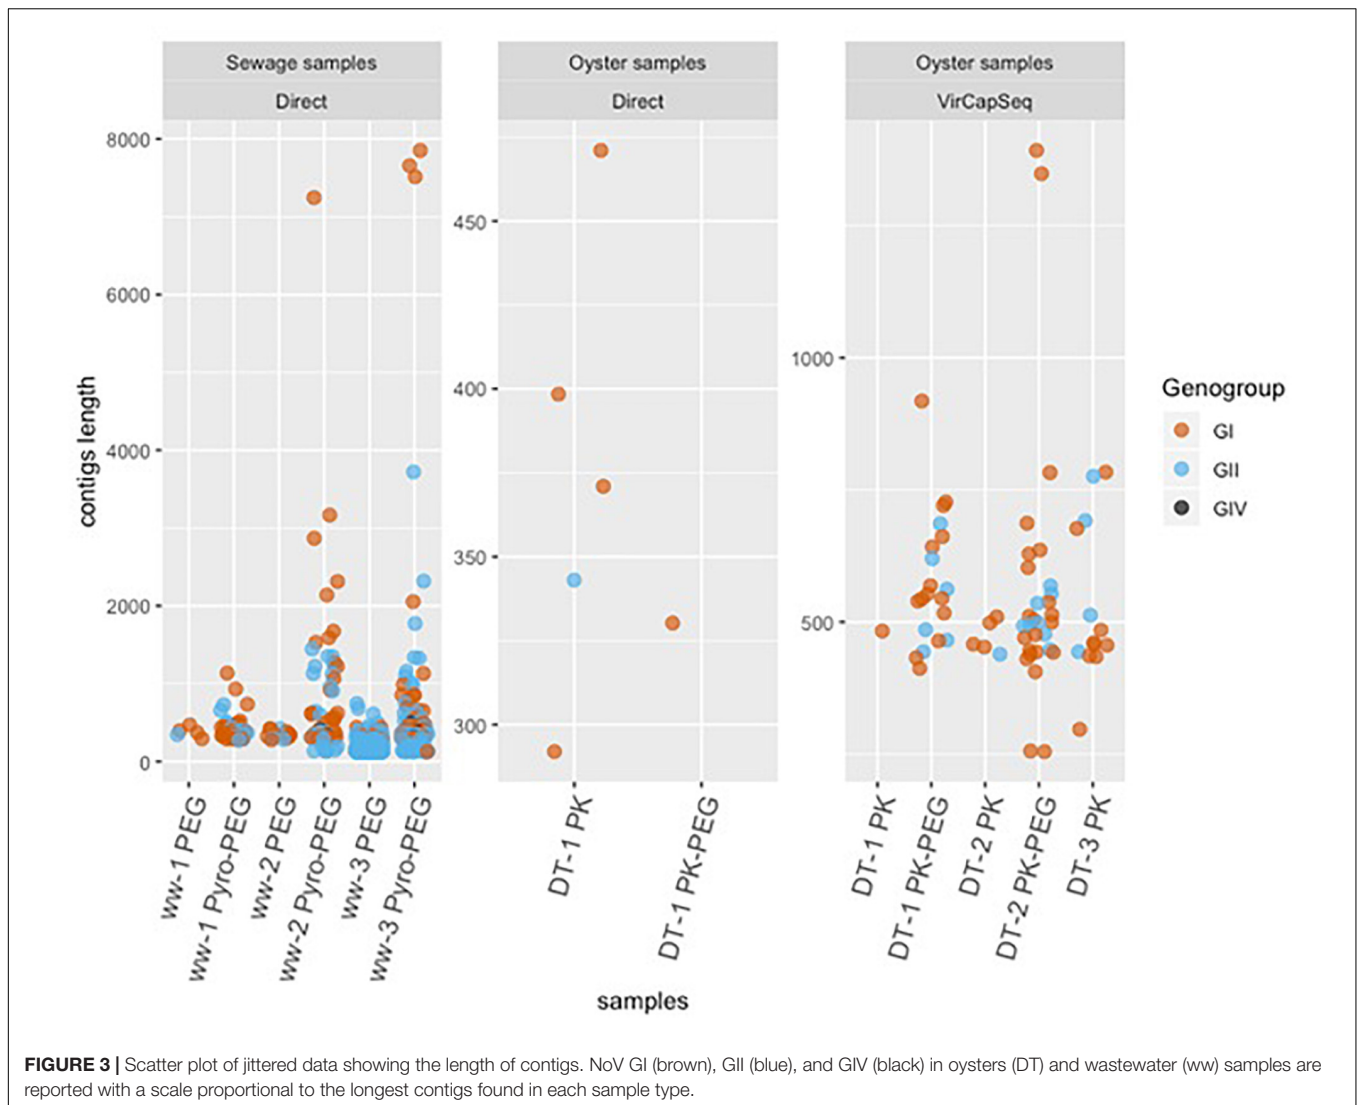 Sewage samples
Direct
Oyster samples
Direct
Oyster samples
VirCapSeq
contigs length
8000
6000
4000
2000
0
450
400
350
300
1000
500
ww-1 PEG
ww-1 Pyro-PEG
ww-2 PEG
ww-2 Pyro-PEG
ww-3 PEG
ww-3 Pyro-PEG
DT-1 PK
DT-1 PK-PEG
DT-1 PK
DT-1 PK-PEG
DT-2 PK
DT-2 PK-PEG
DT-3 PK
samples
Genogroup
GI
GII
GIV
FIGURE 3 | Scatter plot of jittered data showing the length of contigs. NoV GI (brown), GII (blue), and GIV (black) in oysters (DT) and wastewater (ww) samples are
reported with a scale proportional to the longest contigs found in each sample type.